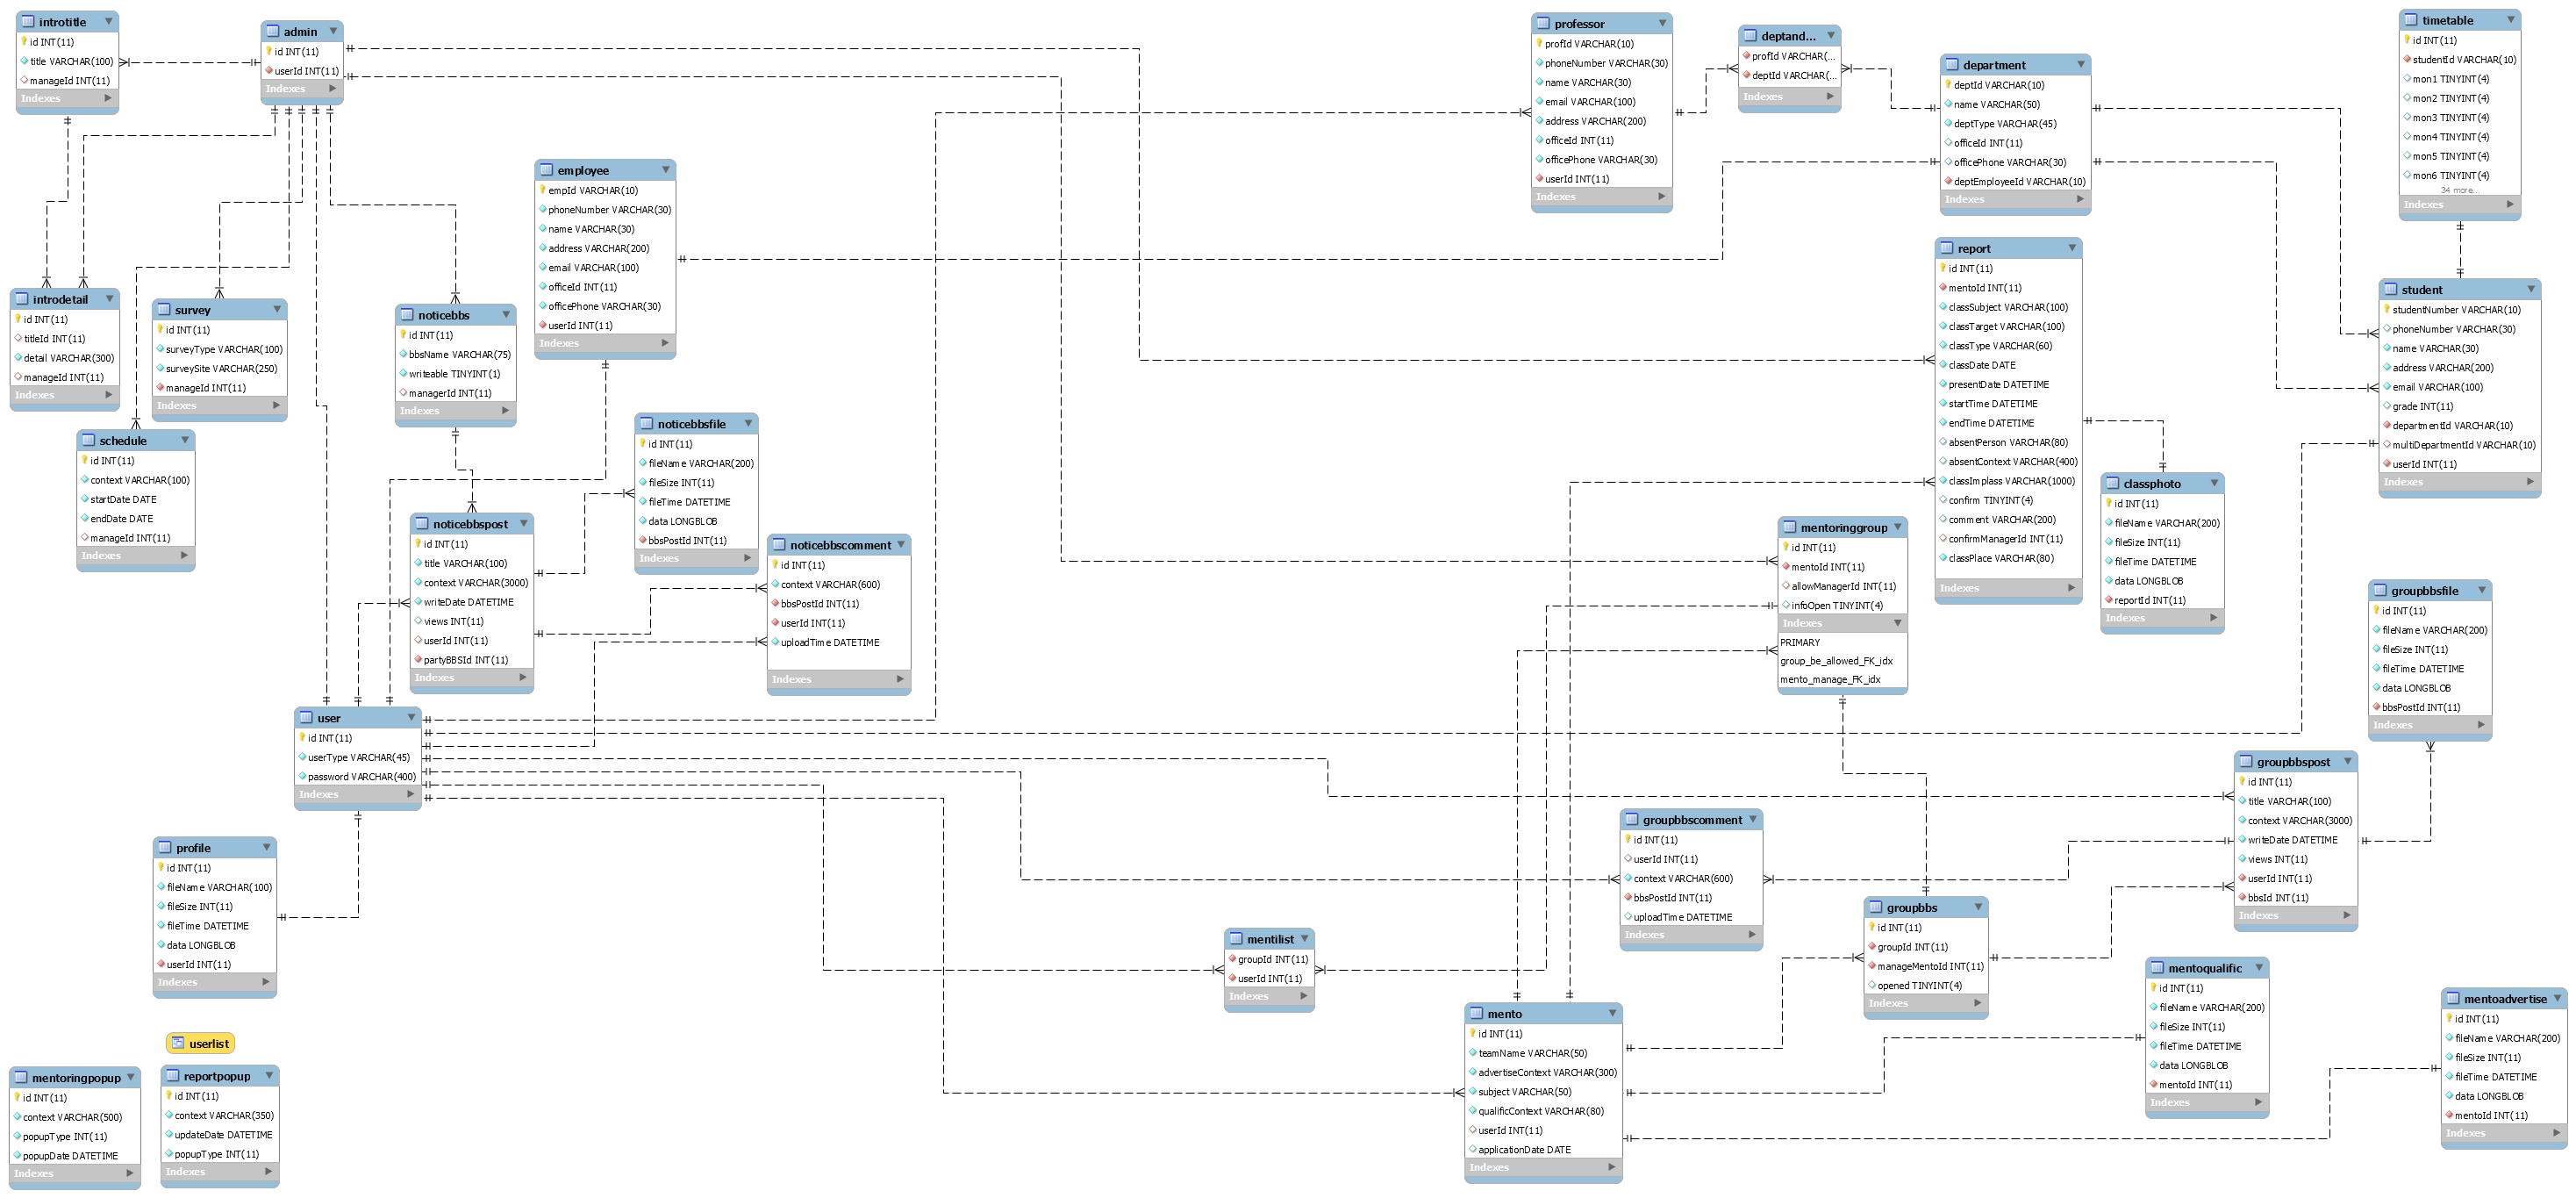 introtitle
id INT(11)
title VARCHAR(100)
manageId INT(11)
Indexes
admin
id INT(11)
userId INT(11)
Indexes
professor
profId VARCHAR(10)
phoneNumber VARCHAR(30)
name VARCHAR(30)
email VARCHAR(100)
address VARCHAR(200)
officeId INT(11)
officePhone VARCHAR(30)
userId INT(11)
Indexes
deptand...
profId VARCHAR(...
deptId VARCHAR(...
Indexes
department
deptId VARCHAR(10)
name VARCHAR(50)
deptType VARCHAR(45)
officeId INT(11)
officePhone VARCHAR(30)
deptEmployeeId VARCHAR(10)
Indexes
timetable
id INT(11)
studentId VARCHAR(10)
mon1 TINYINT(4)
mon2 TINYINT(4)
mon3 TINYINT(4)
mon4 TINYINT(4)
mon5 TINYINT(4)
mon6 TINYINT(4)
34 more...
Indexes
employee
empId VARCHAR(10)
phoneNumber VARCHAR(30)
name VARCHAR(30)
address VARCHAR(200)
email VARCHAR(100)
officeId INT(11)
officePhone VARCHAR(30)
userId INT(11)
Indexes
report
id INT(11)
mentoId INT(11)
classSubject VARCHAR(100)
classTarget VARCHAR(100)
classType VARCHAR(60)
classDate DATE
presentDate DATETIME
startTime DATETIME
endTime DATETIME
absentPerson VARCHAR(80)
absentContext VARCHAR(400)
classImplass VARCHAR(1000)
confirm TINYINT(4)
comment VARCHAR(200)
confirmManagerId INT(11)
classPlace VARCHAR(80)
Indexes
student
studentNumber VARCHAR(10)
phoneNumber VARCHAR(30)
name VARCHAR(30)
address VARCHAR(200)
email VARCHAR(100)
grade INT(11)
departmentId VARCHAR(10)
multiDepartmentId VARCHAR(10)
userId INT(11)
Indexes
introdetail
id INT(11)
titleId INT(11)
detail VARCHAR(300)
manageId INT(11)
Indexes
survey
id INT(11)
surveyType VARCHAR(100)
surveySite VARCHAR(250)
manageId INT(11)
Indexes
noticebbs
id INT(11)
bbsName VARCHAR(75)
writeable TINYINT(1)
managerId INT(11)
Indexes
schedule
id INT(11)
context VARCHAR(100)
startDate DATE
endDate DATE
manageId INT(11)
Indexes
noticebbsfile
id INT(11)
fileName VARCHAR(200)
fileSize INT(11)
fileTime DATETIME
data LONGBLOB
bbsPostId INT(11)
Indexes
classphoto
id INT(11)
fileName VARCHAR(200)
fileSize INT(11)
fileTime DATETIME
data LONGBLOB
reportId INT(11)
Indexes
noticebbspost
id INT(11)
title VARCHAR(100)
context VARCHAR(3000)
writeDate DATETIME
views INT(11)
userId INT(11)
partyBBSId INT(11)
Indexes
noticebbscomment
id INT(11)
context VARCHAR(600)
bbsPostId INT(11)
userId INT(11)
uploadTime DATETIME
Indexes
mentoringgroup
id INT(11)
mentoId INT(11)
allowManagerId INT(11)
infoOpen TINYINT(4)
Indexes
PRIMARY
group_be_allowed_FK_idx
mento_manage_FK_idx
groupbbsfile
id INT(11)
fileName VARCHAR(200)
fileSize INT(11)
fileTime DATETIME
data LONGBLOB
bbsPostId INT(11)
Indexes
user
id INT(11)
userType VARCHAR(45)
password VARCHAR(400)
Indexes
groupbbspost
id INT(11)
title VARCHAR(100)
context VARCHAR(3000)
writeDate DATETIME
views INT(11)
userId INT(11)
bbsId INT(11)
Indexes
profile
id INT(11)
fileName VARCHAR(100)
fileSize INT(11)
fileTime DATETIME
data LONGBLOB
userId INT(11)
Indexes
groupbbscomment
id INT(11)
userId INT(11)
context VARCHAR(600)
bbsPostId INT(11)
uploadTime DATETIME
Indexes
groupbbs
id INT(11)
groupId INT(11)
manageMentoId INT(11)
opened TINYINT(4)
Indexes
mentilist
groupId INT(11)
userId INT(11)
Indexes
mentoqualific
id INT(11)
fileName VARCHAR(200)
fileSize INT(11)
fileTime DATETIME
data LONGBLOB
mentoId INT(11)
Indexes
mentoadvertise
id INT(11)
fileName VARCHAR(200)
fileSize INT(11)
fileTime DATETIME
data LONGBLOB
mentoId INT(11)
Indexes
mento
id INT(11)
teamName VARCHAR(50)
advertiseContext VARCHAR(300)
subject VARCHAR(50)
qualificContext VARCHAR(80)
userId INT(11)
applicationDate DATE
Indexes
userlist
mentoringpopup
id INT(11)
context VARCHAR(500)
popupType INT(11)
popupDate DATETIME
Indexes
reportpopup
id INT(11)
context VARCHAR(350)
updateDate DATETIME
popupType INT(11)
Indexes